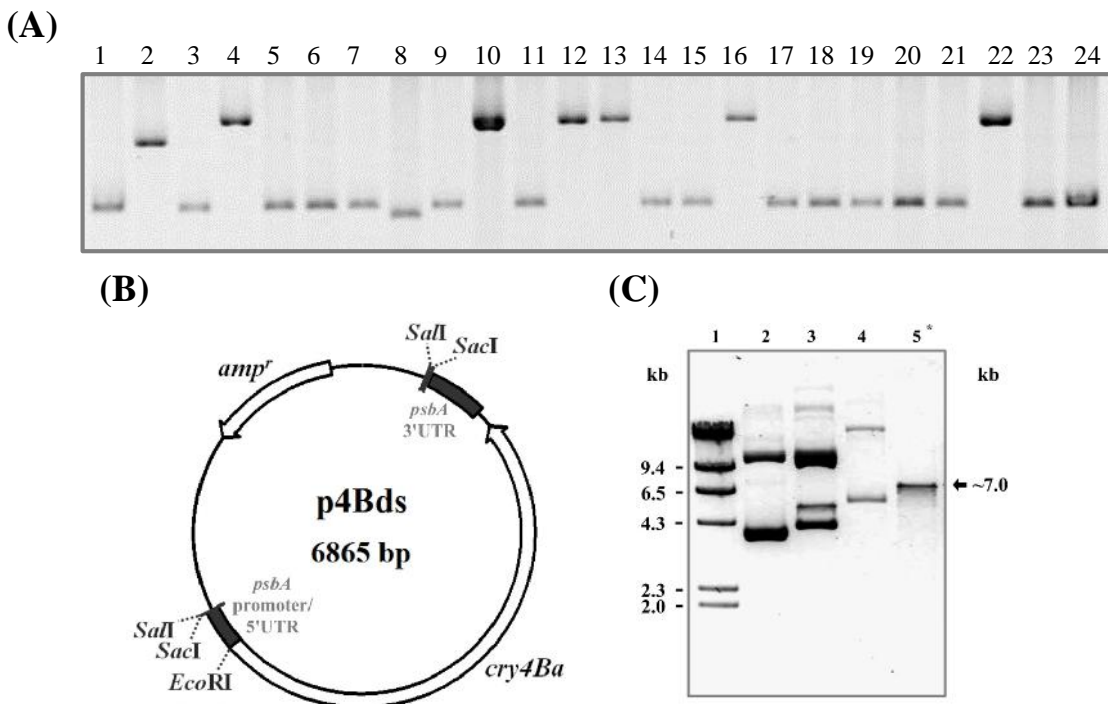 (A)
1 2 3 4 5 6 7 8 9 10 11 12 13 14 15 16 17 18 19 20 21 22 23 24
(B)
SalI
SacI
ampʳ
psbA
3'UTR
p4Bds
6865 bp
psbA
promoter/
5'UTR
SalI
SacI
EcoRI
cry4Ba
(C)
1 2 3 4 5*
kb kb
9.4 -
6.5 -
~7.0
4.3 -
2.3 -
2.0 -